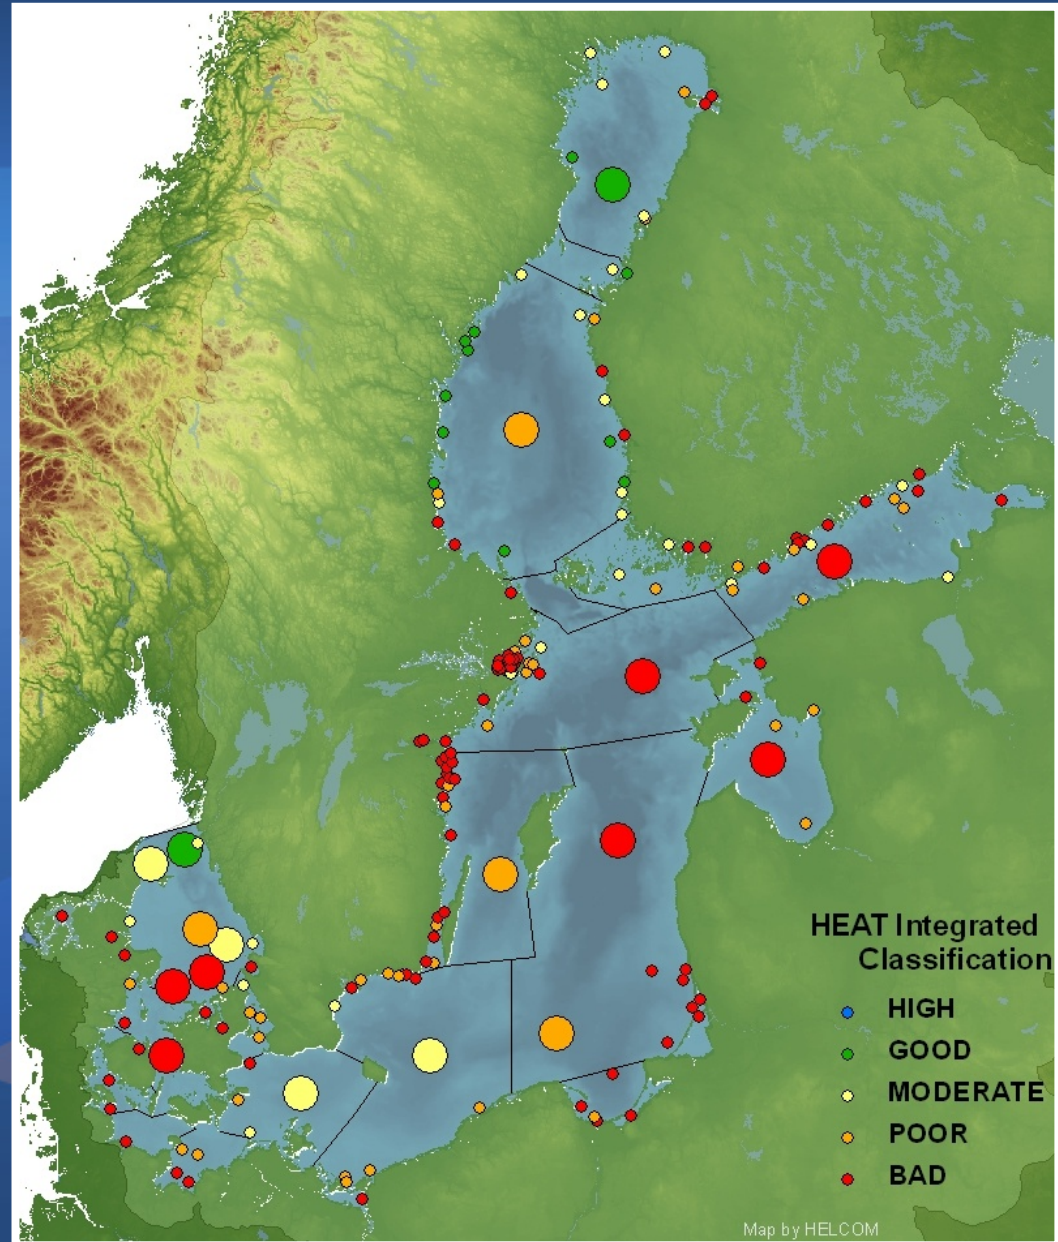 HEAT Integrated
Classification
HIGH
GOOD
MODERATE
POOR
BAD
Map by HELCOM